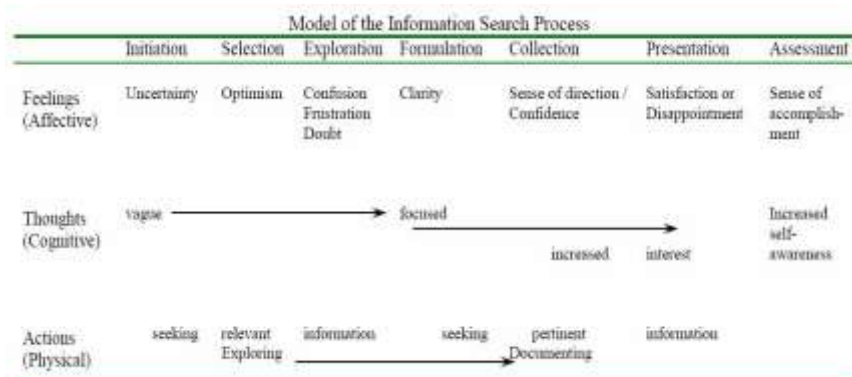 Model of the Information Search Process
Initiation Selection Exploration Formulation Collection Presentation Assessment
Feelings (Affective)
Uncertainty
Optimism
Confusion
Frustration
Doubt
Clarity
Sense of direction /
Confidence
Satisfaction or
Disappointment
Sense of
accomplish-
ment
Thoughts
(Cognitive)
vague
focused
increased interest
Increased
self-
awareness
Actions
(Physical)
seeking relevant information seeking pertinent information
Exploring Documenting